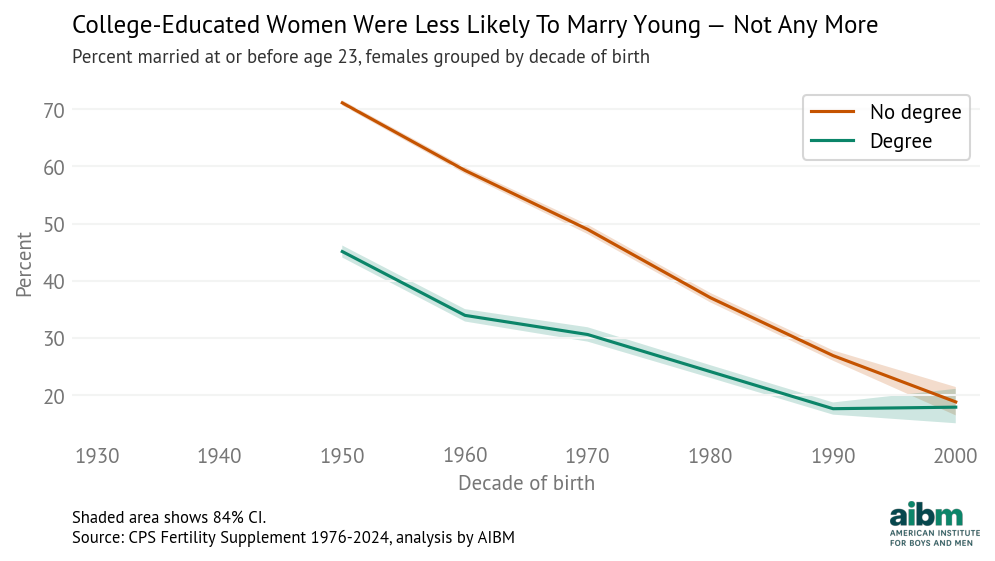 College-Educated Women Were Less Likely To Marry Young — Not Any More
Percent married at or before age 23, females grouped by decade of birth
No degree
Degree
Percent
70
60
50
40
30
20
1930 1940 1950 1960 1970 1980 1990 2000
Decade of birth
Shaded area shows 84% CI.
Source: CPS Fertility Supplement 1976-2024, analysis by AIBM
aibm
AMERICAN INSTITUTE
FOR BOYS AND MEN